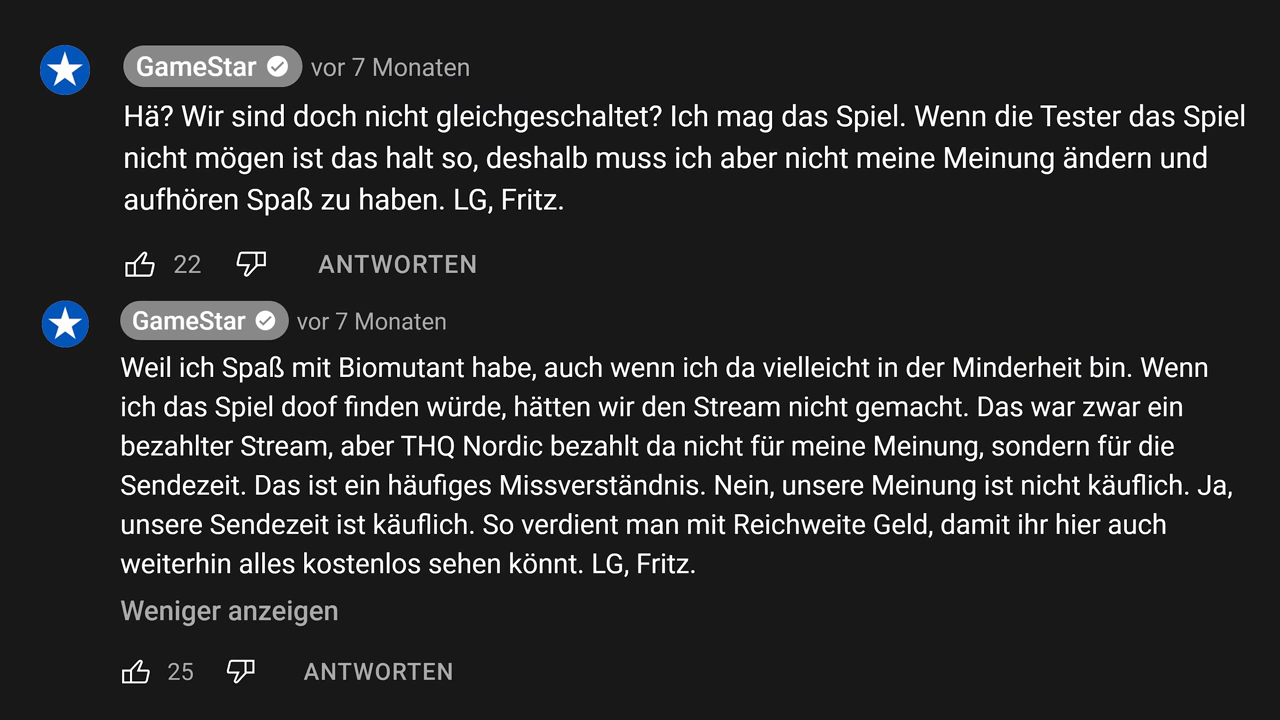 GameStar vor 7 Monaten
Hä? Wir sind doch nicht gleichgeschaltet? Ich mag das Spiel. Wenn die Tester das Spiel
nicht mögen ist das halt so, deshalb muss ich aber nicht meine Meinung ändern und
aufhören Spaß zu haben. LG, Fritz.
22 ANTWORTEN
GameStar vor 7 Monaten
Weil ich Spaß mit Biomutant habe, auch wenn ich da vielleicht in der Minderheit bin. Wenn
ich das Spiel doof finden würde, hätten wir den Stream nicht gemacht. Das war zwar ein
bezahlter Stream, aber THQ Nordic bezahlt da nicht für meine Meinung, sondern für die
Sendezeit. Das ist ein häufiges Missverständnis. Nein, unsere Meinung ist nicht käuflich. Ja,
unsere Sendezeit ist käuflich. So verdient man mit Reichweite Geld, damit ihr hier auch
weiterhin alles kostenlos sehen könnt. LG, Fritz.
Weniger anzeigen
25 ANTWORTEN